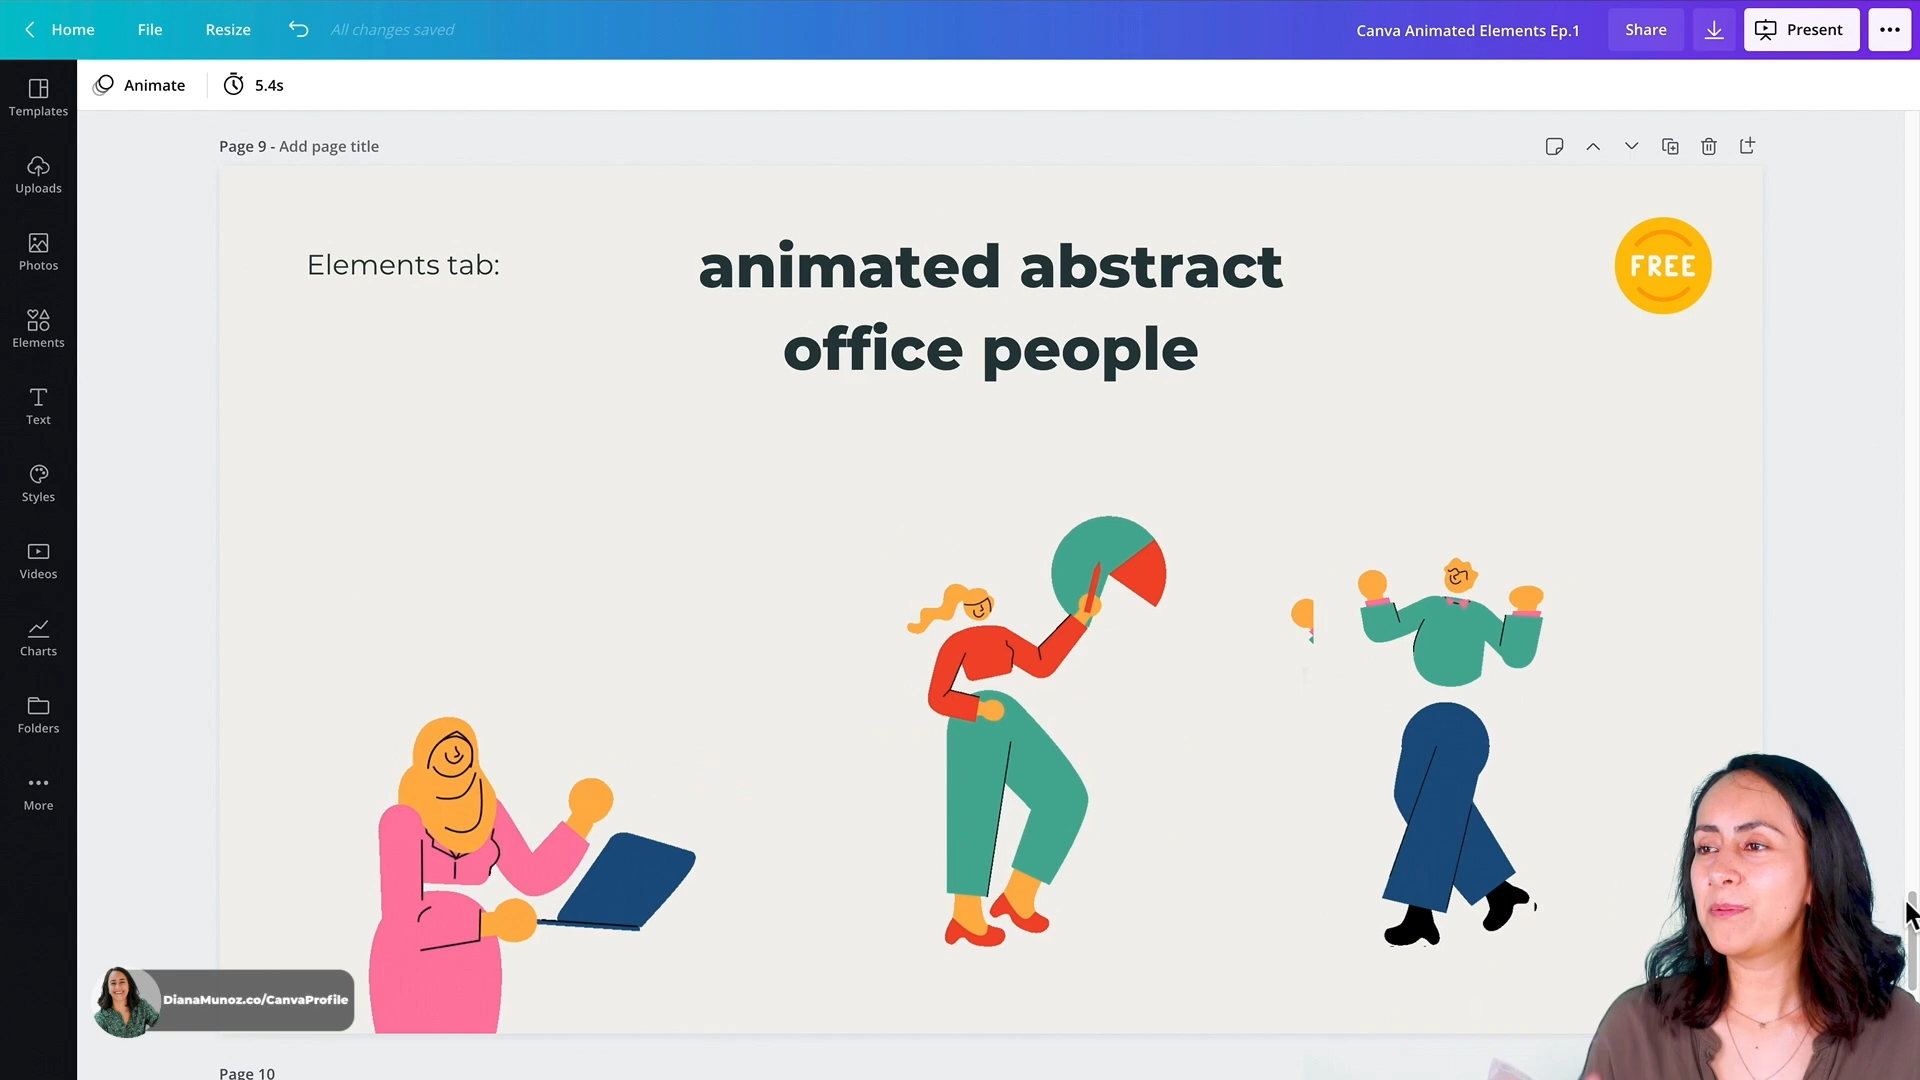 Home File Resize All changes saved Canva Animated Elements Ep.1 Share Present
Animate 5.4s
Templates
Uploads
Photos
Elements
Text
Styles
Videos
Charts
Folders
More
Page 9 - Add page title
Elements tab:
animated abstract
office people
FREE
DianaMunoz.co/CanvaProfile
Page 10